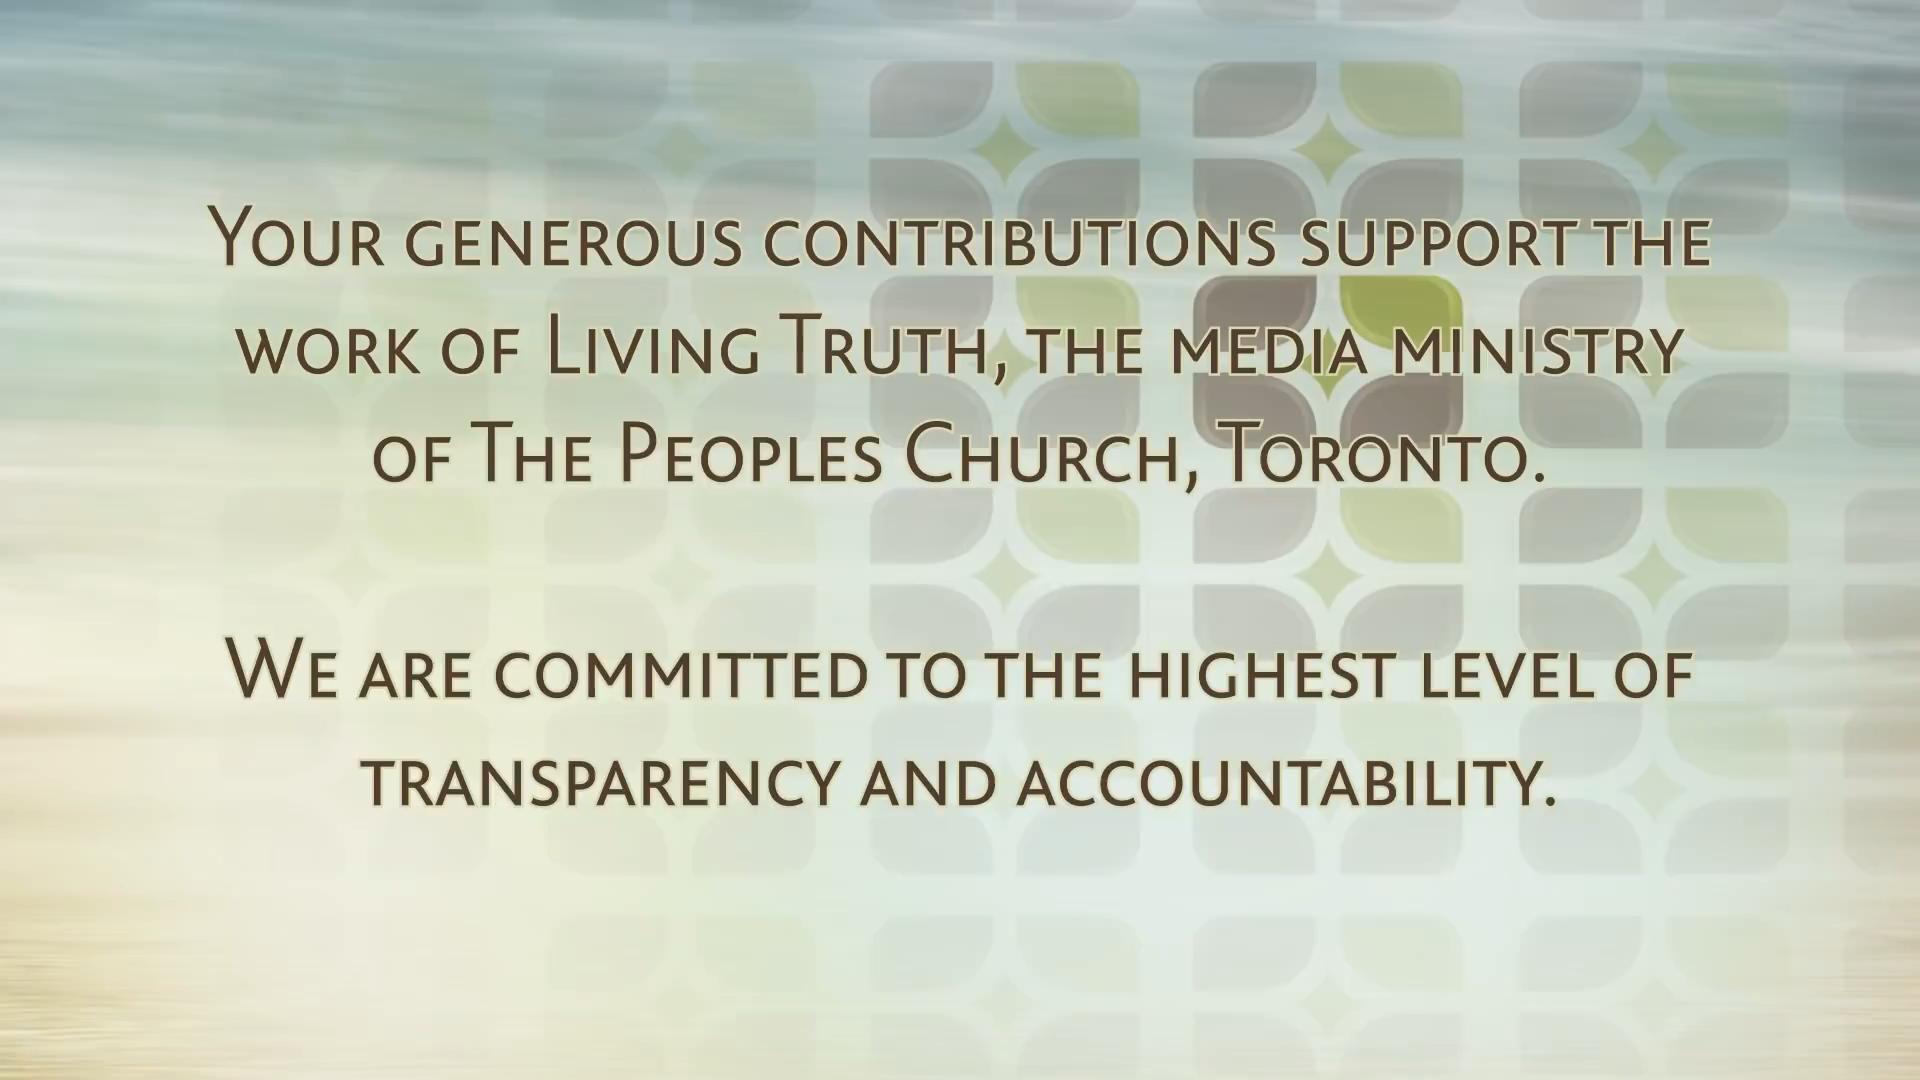 Your generous contributions support the
work of Living Truth, the media ministry
of The Peoples Church, Toronto.
We are committed to the highest level of
transparency and accountability.